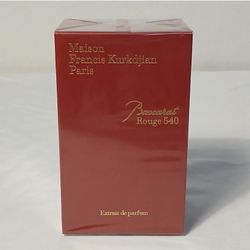 Maison
Francis Kurkdjian
Paris
Baccarat
Rouge 540
Extrait de parfum